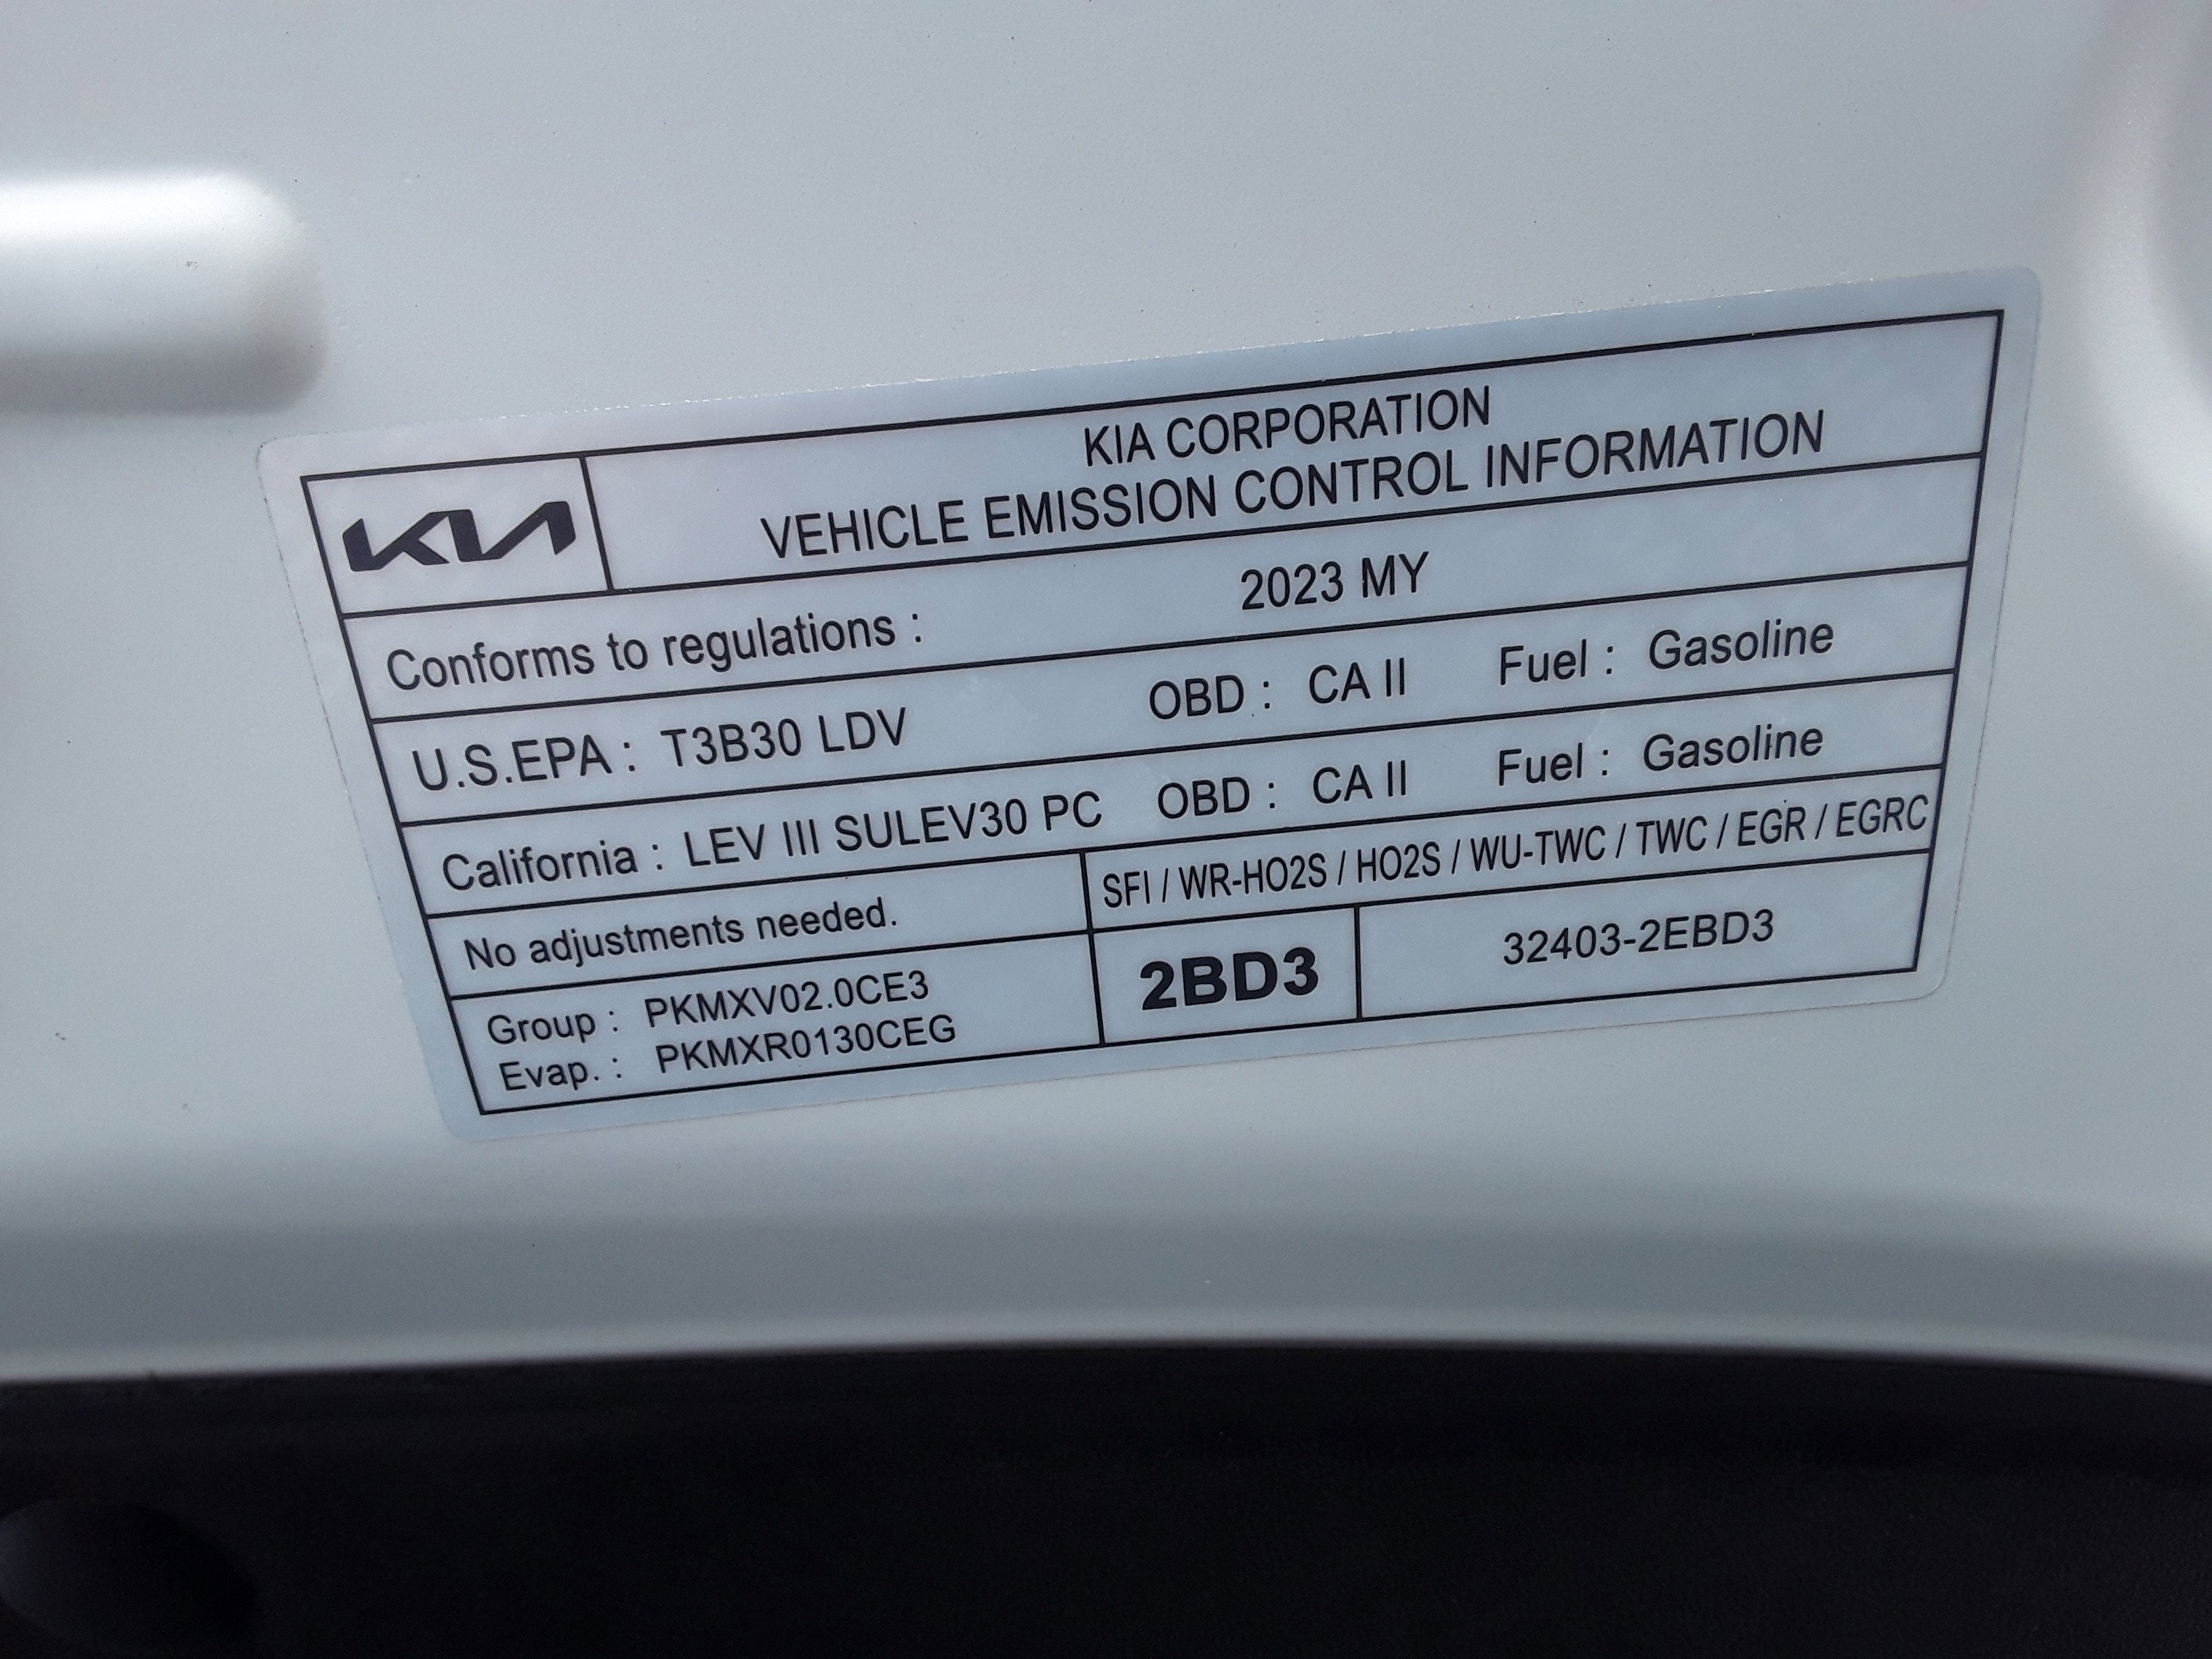 KIA
KIA CORPORATION
VEHICLE EMISSION CONTROL INFORMATION
Conforms to regulations : 2023 MY
U.S.EPA : T3B30 LDV OBD : CA II Fuel : Gasoline
California : LEV III SULEV30 PC OBD : CA II Fuel : Gasoline
No adjustments needed. SFI / WR-HO2S / HO2S / WU-TWC / TWC / EGR / EGRC
Group : PKMXV02.0CE3
Evap. : PKMXR0130CEG
2BD3
32403-2EBD3